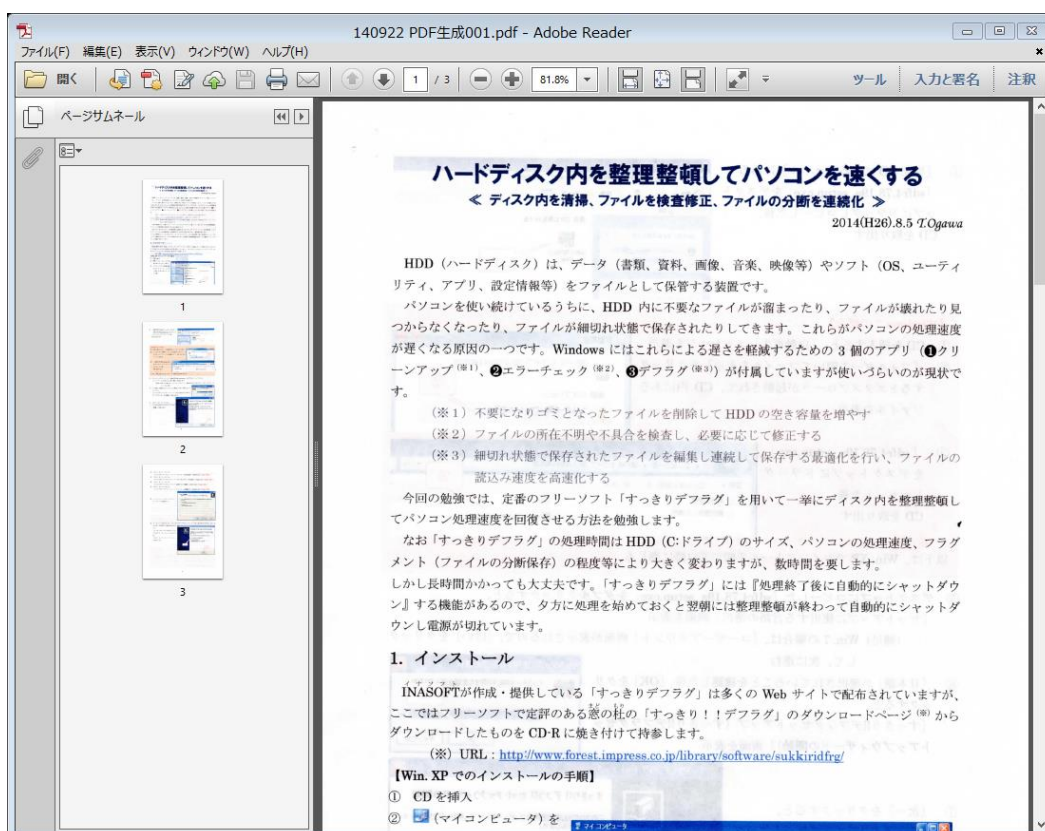 140922 PDF生成001.pdf - Adobe Reader
ファイル(F) 編集(E) 表示(V) ウィンドウ(W) ヘルプ(H)
開く 1 / 3 81.8% ツール 入力と署名 注釈
ページサムネール
1
2
3
ハードディスク内を整理整頓してパソコンを速くする
≪ ディスク内を清掃、ファイルを検査修正、ファイルの分断を連続化 ≫
2014(H26).8.5 T.Ogawa
HDD（ハードディスク）は、データ（書類、資料、画像、音楽、映像等）やソフト（OS、ユーティ
リティ、アプリ、設定情報等）をファイルとして保管する装置です。
パソコンを使い続けているうちに、HDD 内に不要なファイルが溜まったり、ファイルが壊れたり見
つからなくなったり、ファイルが細切れ状態で保存されたりしてきます。これらがパソコンの処理速度
が遅くなる原因の一つです。Windows にはこれらによる遅さを軽減するための 3 個のアプリ（❶クリ
ーンアップ（※1）、❷エラーチェック（※2）、❸デフラグ（※3））が付属していますが使いづらいのが現状で
す。
（※１）不要になりゴミとなったファイルを削除して HDD の空き容量を増やす
（※２）ファイルの所在不明や不具合を検査し、必要に応じて修正する
（※３）細切れ状態で保存されたファイルを編集し連続して保存する最適化を行い、ファイルの
読込み速度を高速化する
今回の勉強では、定番のフリーソフト「すっきりデフラグ」を用いて一挙にディスク内を整理整頓し
てパソコン処理速度を回復させる方法を勉強します。
なお「すっきりデフラグ」の処理時間は HDD（C:ドライブ）のサイズ、パソコンの処理速度、フラグ
メント（ファイルの分断保存）の程度等により大きく変わりますが、数時間を要します。
しかし長時間かかっても大丈夫です。「すっきりデフラグ」には『処理終了後に自動的にシャットダウ
ン』する機能があるので、夕方に処理を始めておくと翌朝には整理整頓が終わって自動的にシャットダ
ウンし電源が切れています。
1. インストール
イナソフト
INASOFTが作成・提供している「すっきりデフラグ」は多くの Web サイトで配布されていますが、
まど もり
ここではフリーソフトで定評のある窓の杜の「すっきり！！デフラグ」のダウンロードページ（※）から
ダウンロードしたものを CD-R に焼き付けて持参します。
（※）URL : http://www.forest.impress.co.jp/library/software/sukkiridfrg/
【Win. XP でのインストールの手順】
① CD を挿入
② （マイコンピュータ）を
マイ コンピュータ